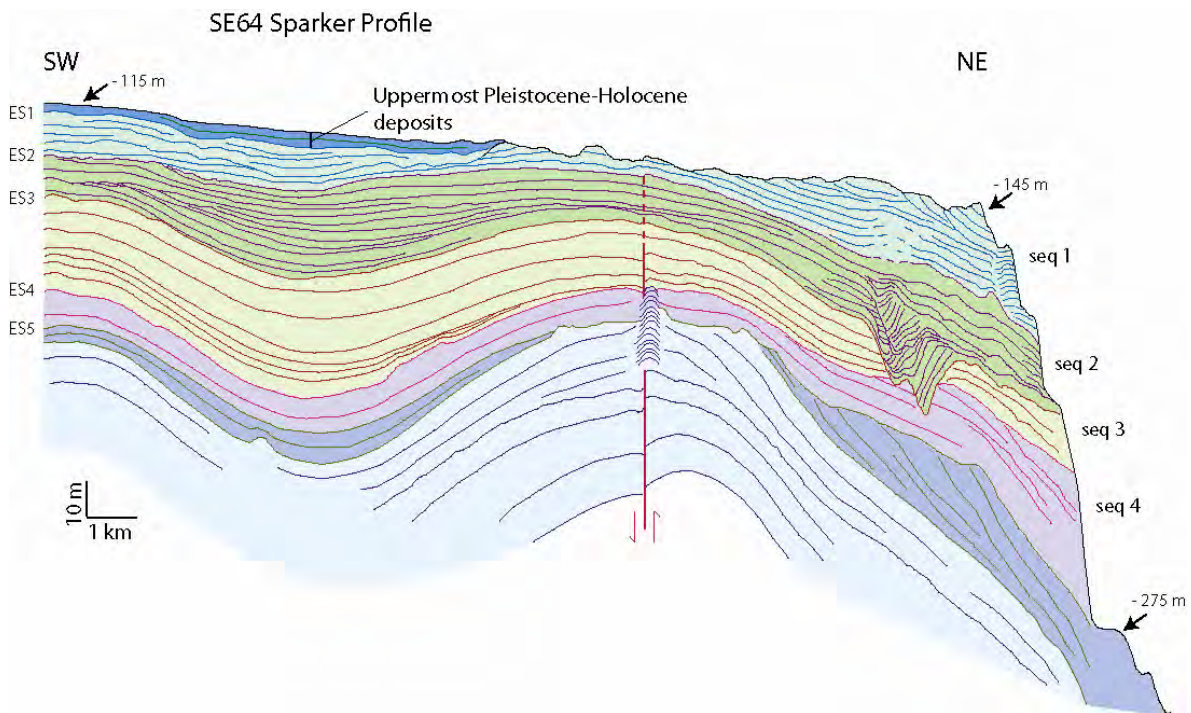 SE64 Sparker Profile
SW
NE
- 115 m
Uppermost Pleistocene-Holocene
deposits
ES1
ES2
ES3
ES4
ES5
- 145 m
seq 1
seq 2
seq 3
seq 4
10 m
1 km
- 275 m